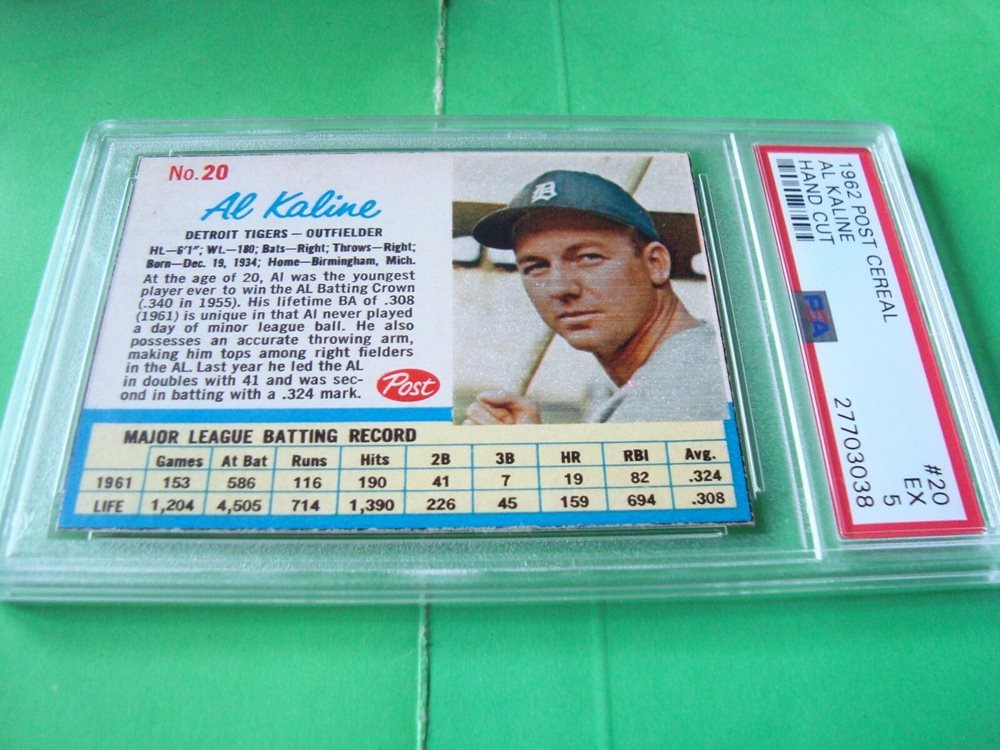 No. 20
Al Kaline
DETROIT TIGERS — OUTFIELDER
Ht.—6'1"; Wt.—180; Bats—Right; Throws—Right;
Born—Dec. 19, 1934; Home—Birmingham, Mich.
At the age of 20, Al was the youngest
player ever to win the AL Batting Crown
(.340 in 1955). His lifetime BA of .308
(1961) is unique in that Al never played
a day of minor league ball. He also
possesses an accurate throwing arm,
making him tops among right fielders
in the AL. Last year he led the AL
in doubles with 41 and was sec-
ond in batting with a .324 mark.
Post
MAJOR LEAGUE BATTING RECORD
Games At Bat Runs Hits 2B 3B HR RBI Avg.
1961 153 586 116 190 41 7 19 82 .324
LIFE 1,204 4,505 714 1,390 226 45 159 694 .308
1962 POST CEREAL
AL KALINE
HAND CUT
#20
EX
5
PSA
27703038